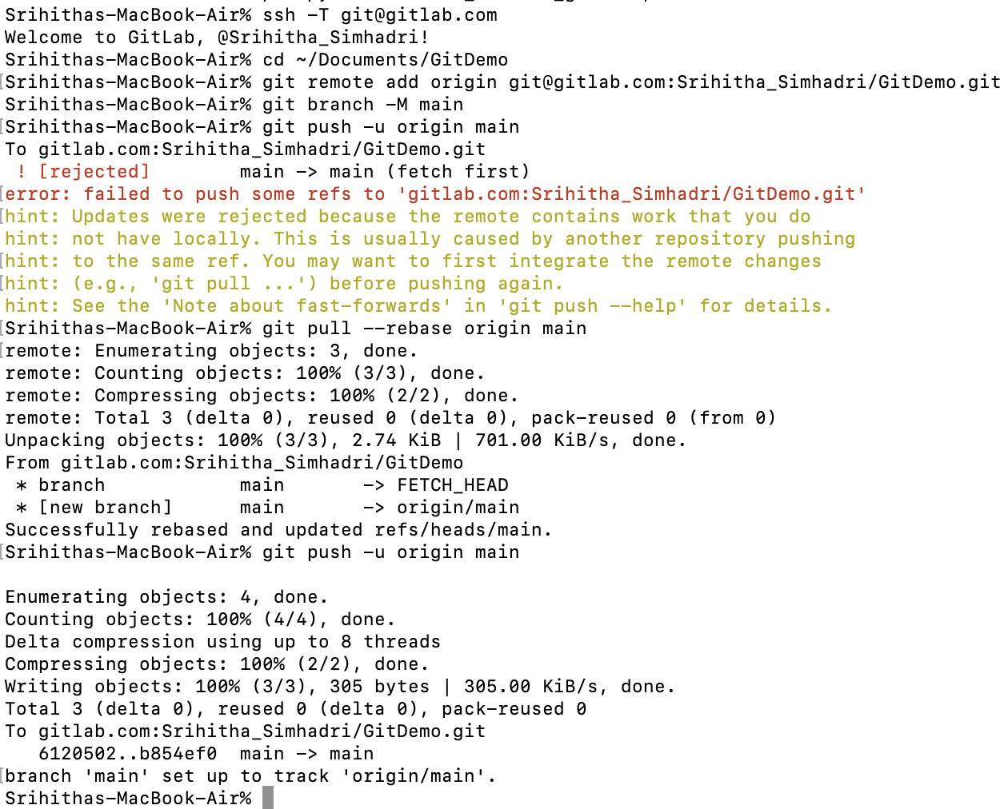 Srihithas-MacBook-Air% ssh -T git@gitlab.com
Welcome to GitLab, @Srihitha_Simhadri!
Srihithas-MacBook-Air% cd ~/Documents/GitDemo
[Srihithas-MacBook-Air% git remote add origin git@gitlab.com:Srihitha_Simhadri/GitDemo.git
Srihithas-MacBook-Air% git branch -M main
[Srihithas-MacBook-Air% git push -u origin main
To gitlab.com:Srihitha_Simhadri/GitDemo.git
 ! [rejected]        main -> main (fetch first)
[error: failed to push some refs to 'gitlab.com:Srihitha_Simhadri/GitDemo.git'
[hint: Updates were rejected because the remote contains work that you do
hint: not have locally. This is usually caused by another repository pushing
[hint: to the same ref. You may want to first integrate the remote changes
[hint: (e.g., 'git pull ...') before pushing again.
hint: See the 'Note about fast-forwards' in 'git push --help' for details.
[Srihithas-MacBook-Air% git pull --rebase origin main
[remote: Enumerating objects: 3, done.
remote: Counting objects: 100% (3/3), done.
remote: Compressing objects: 100% (2/2), done.
remote: Total 3 (delta 0), reused 0 (delta 0), pack-reused 0 (from 0)
Unpacking objects: 100% (3/3), 2.74 KiB | 701.00 KiB/s, done.
From gitlab.com:Srihitha_Simhadri/GitDemo
 * branch            main       -> FETCH_HEAD
 * [new branch]      main       -> origin/main
Successfully rebased and updated refs/heads/main.
[Srihithas-MacBook-Air% git push -u origin main
Enumerating objects: 4, done.
Counting objects: 100% (4/4), done.
Delta compression using up to 8 threads
Compressing objects: 100% (2/2), done.
Writing objects: 100% (3/3), 305 bytes | 305.00 KiB/s, done.
Total 3 (delta 0), reused 0 (delta 0), pack-reused 0
To gitlab.com:Srihitha_Simhadri/GitDemo.git
   6120502..b854ef0  main -> main
[branch 'main' set up to track 'origin/main'.
Srihithas-MacBook-Air%